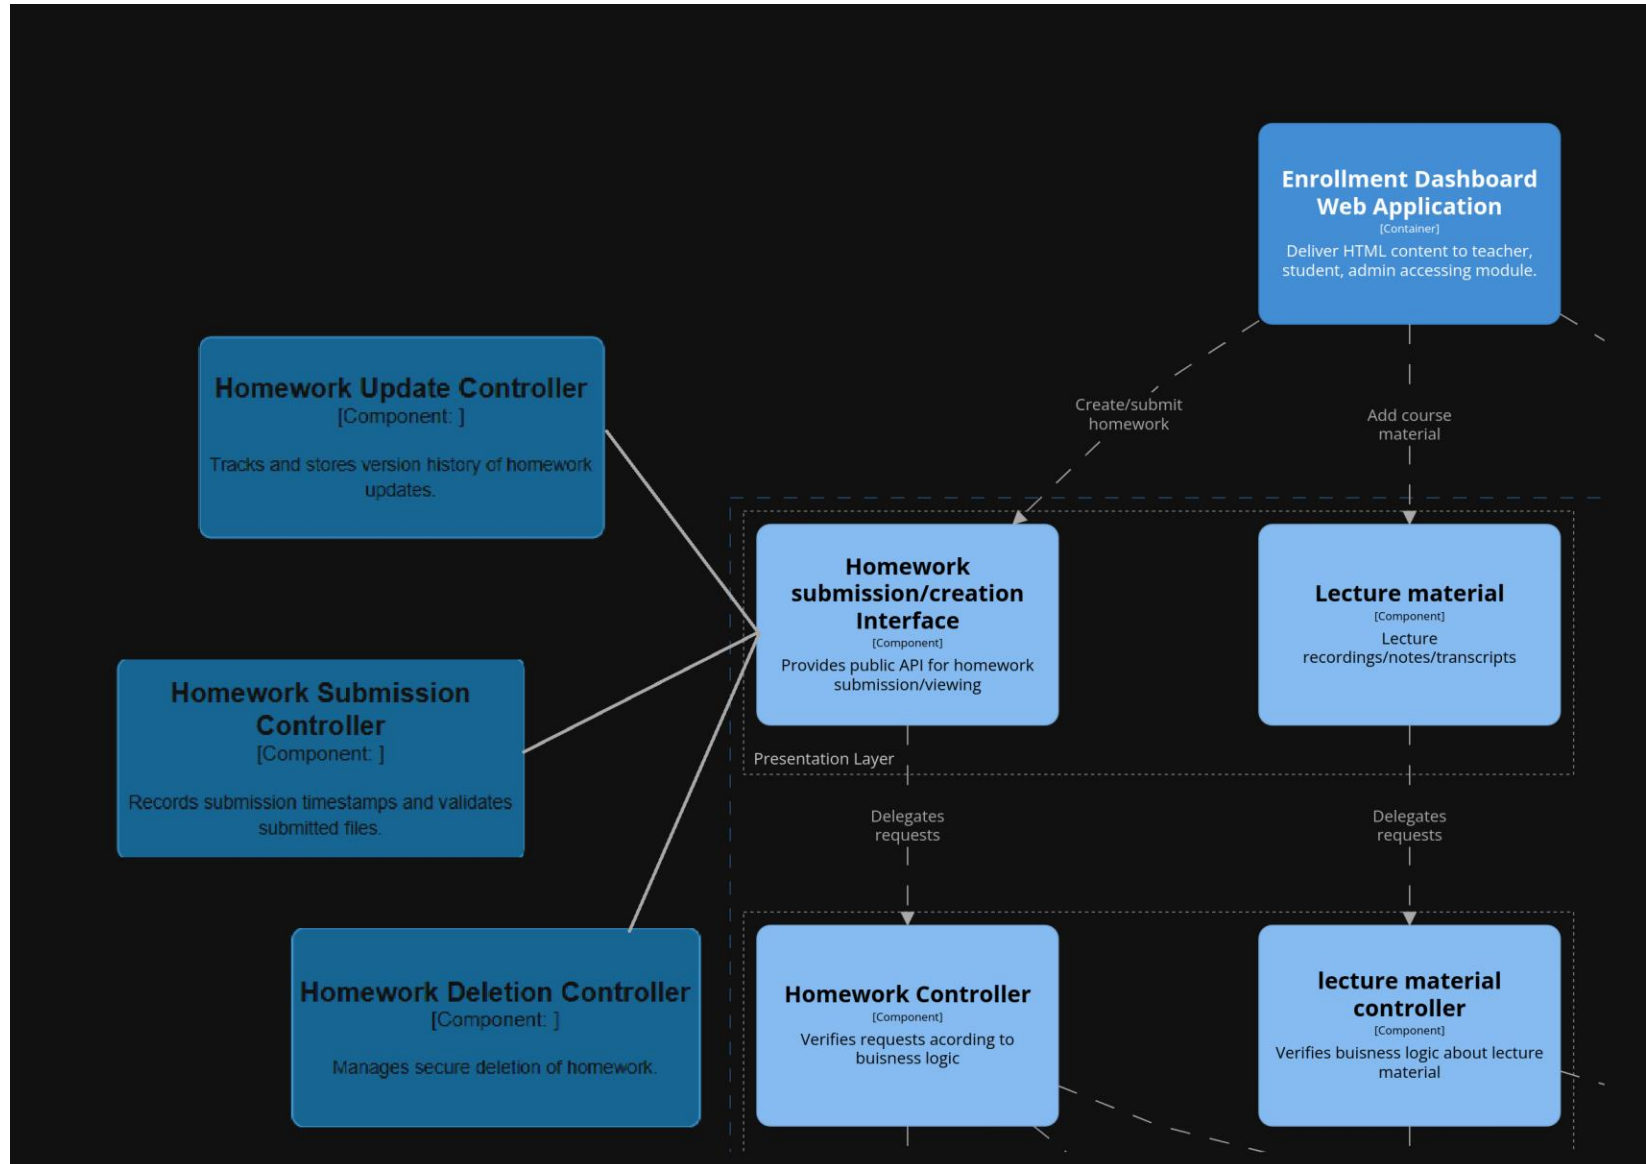 Enrollment Dashboard
Web Application
[Container]
Deliver HTML content to teacher,
student, admin accessing module.
Create/submit
homework
Add course
material
Homework Update Controller
[Component: ]
Tracks and stores version history of homework
updates.
Homework
submission/creation
Interface
[Component]
Provides public API for homework
submission/viewing
Lecture material
[Component]
Lecture
recordings/notes/transcripts
Homework Submission
Controller
[Component: ]
Records submission timestamps and validates
submitted files.
Presentation Layer
Delegates
requests
Delegates
requests
Homework Deletion Controller
[Component: ]
Manages secure deletion of homework.
Homework Controller
[Component]
Verifies requests acording to
buisness logic
lecture material
controller
[Component]
Verifies buisness logic about lecture
material